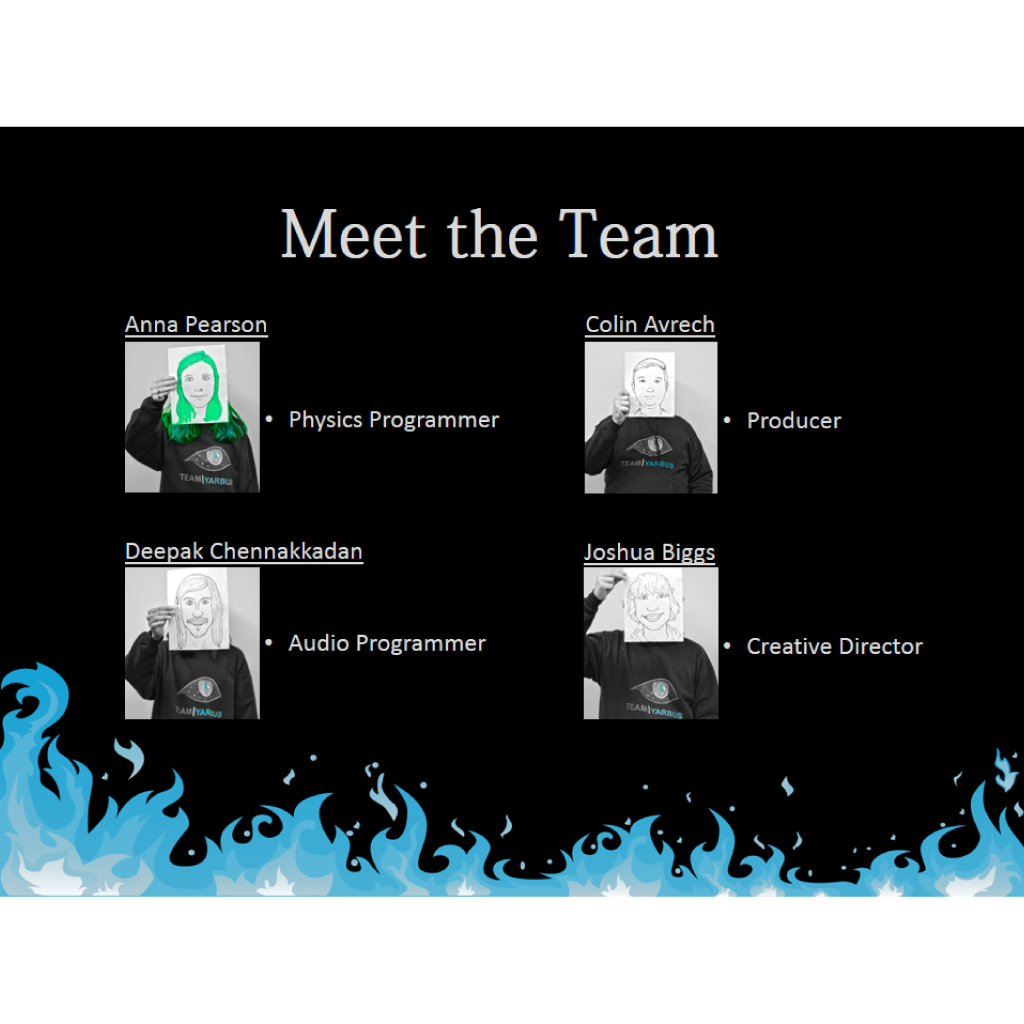 Meet the Team
Anna Pearson
• Physics Programmer
TEAM|YARBUS
Colin Avrech
• Producer
TEAM|YARBUS
Deepak Chennakkadan
• Audio Programmer
TEAM|YARBUS
Joshua Biggs
• Creative Director
TEAM|YARBUS